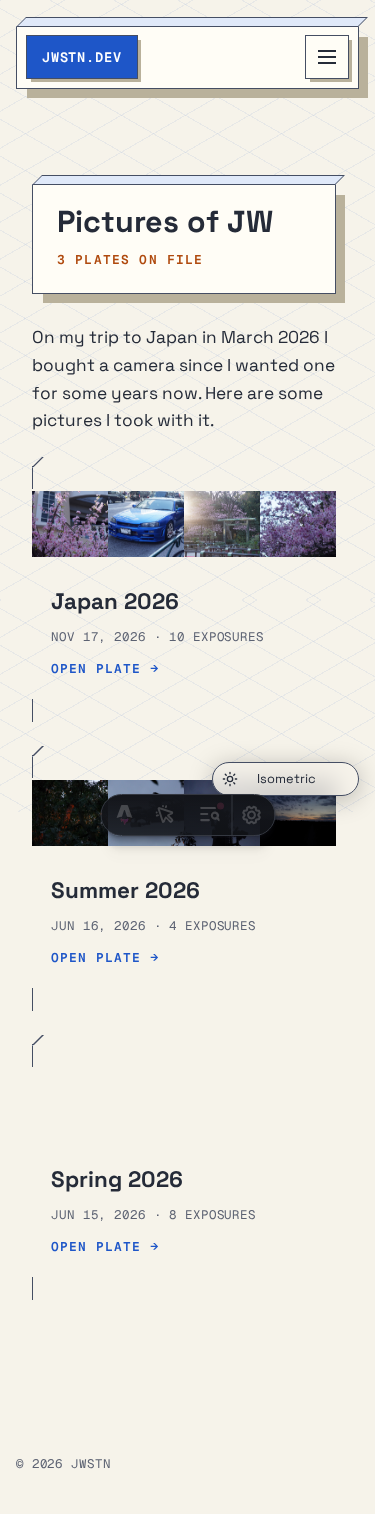 JWSTN.DEV
Pictures of JW
3 PLATES ON FILE
On my trip to Japan in March 2026 I
bought a camera since I wanted one
for some years now. Here are some
pictures I took with it.
Japan 2026
NOV 17, 2026 · 10 EXPOSURES
OPEN PLATE →
Isometric
Summer 2026
JUN 16, 2026 · 4 EXPOSURES
OPEN PLATE →
Spring 2026
JUN 15, 2026 · 8 EXPOSURES
OPEN PLATE →
© 2026 JWSTN